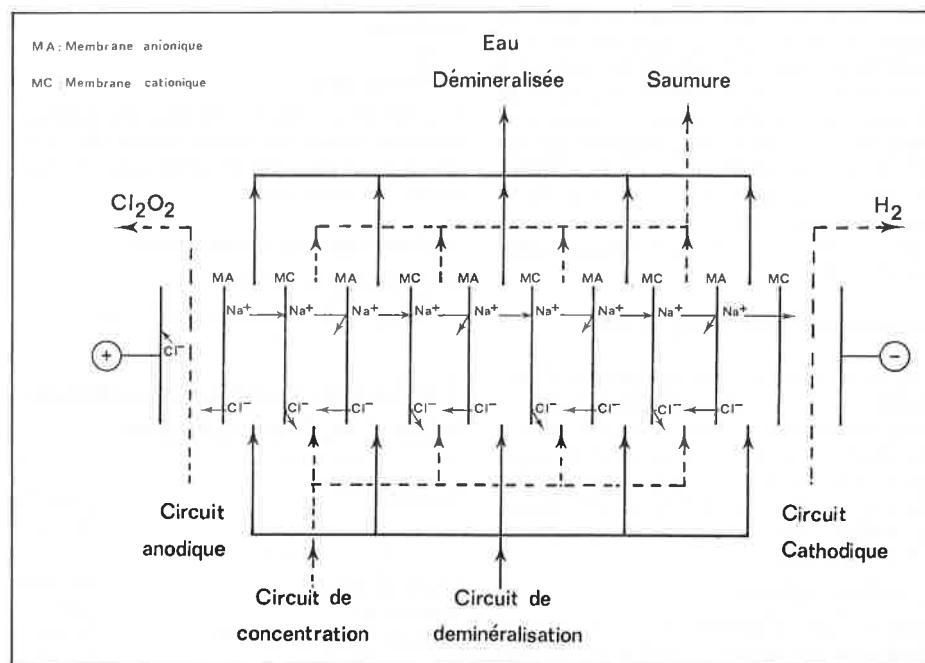 MA: Membrane anionique
MC: Membrane cationique
Eau
Démineralisée
Saumure
Cl2O2
H2
MA MC MA MC MA MC MA MC MA MC
Na+ Na+ Na+ Na+ Na+ Na+ Na+ Na+ Na+
+ Cl− −
Cl− Cl− Cl− Cl− Cl− Cl− Cl− Cl− Cl−
Circuit
anodique
Circuit
Cathodique
Circuit de
concentration
Circuit de
deminéralisation